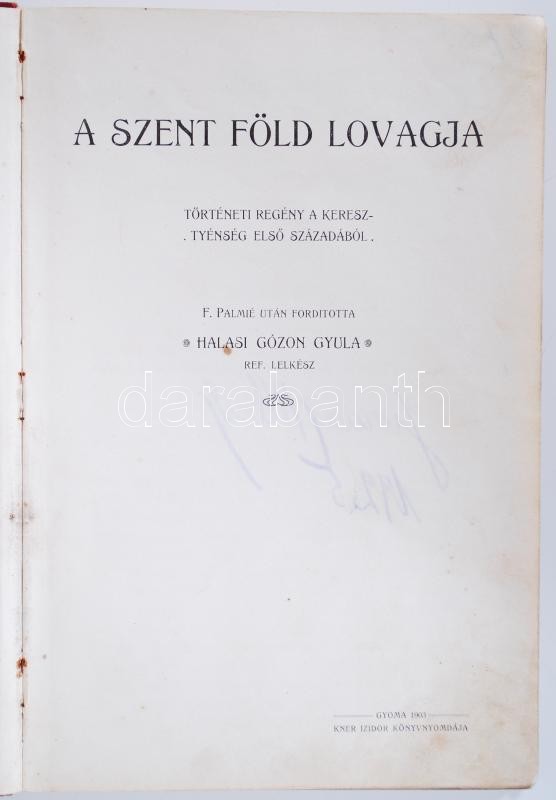 A SZENT FÖLD LOVAGJA
TÖRTÉNETI REGÉNY A KERESZ-
. TYÉNSÉG ELSŐ SZÁZADÁBÓL .
F. PALMIÉ UTÁN FORDITOTTA
HALASI GÓZON GYULA
REF. LELKÉSZ
darabanth
GYOMA 1903
KNER IZIDOR KÖNYVNYOMDÁJA